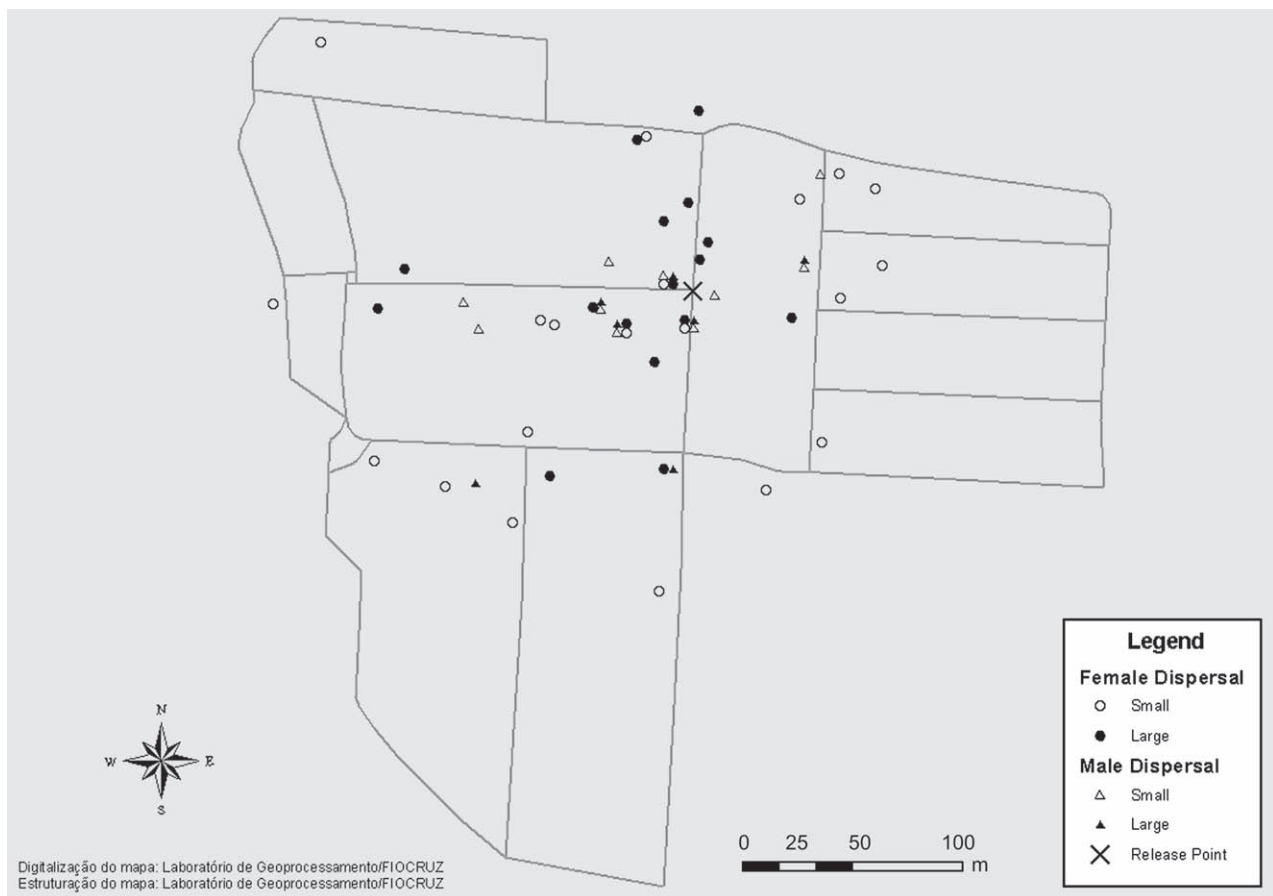 N
W E
S
Digitalização do mapa: Laboratório de Geoprocessamento/FIOCRUZ
Estruturação do mapa: Laboratório de Geoprocessamento/FIOCRUZ
0 25 50 100
m
Legend
Female Dispersal
Small
Large
Male Dispersal
Small
Large
Release Point